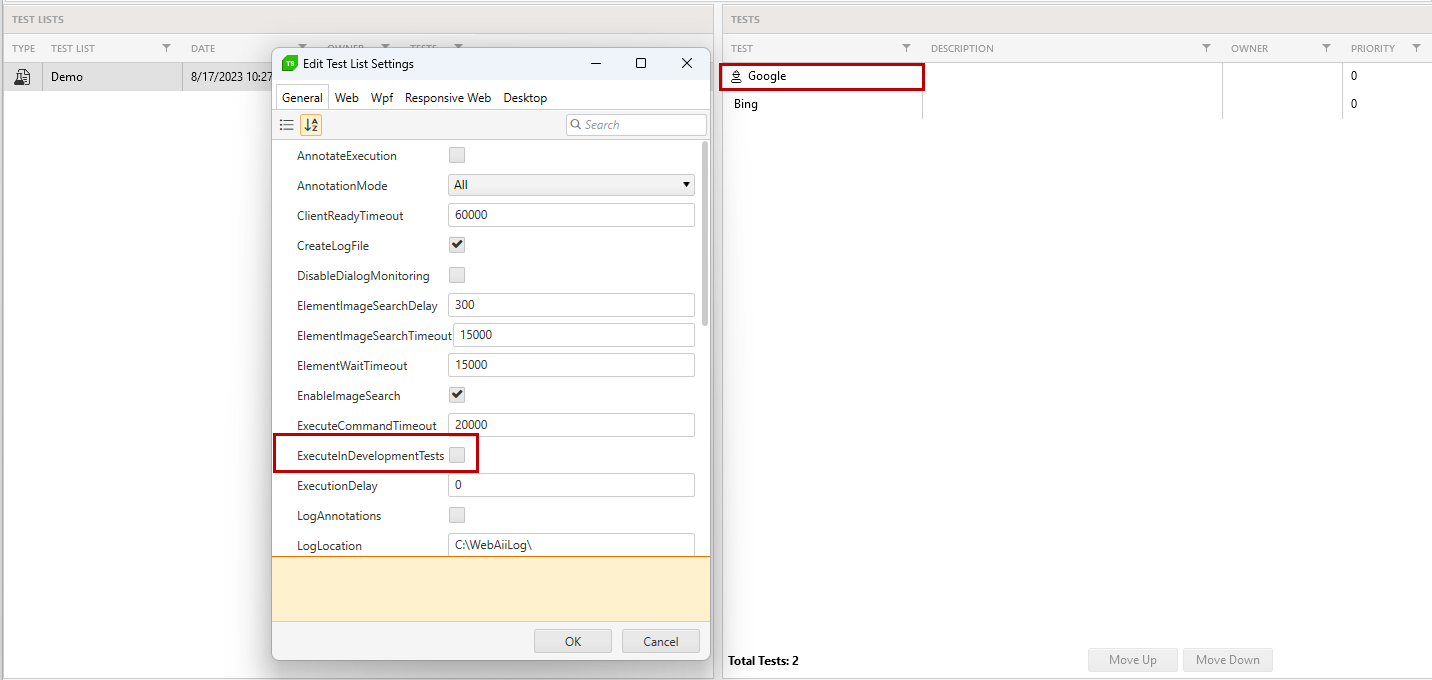 TEST LISTS
TYPE TEST LIST DATE OWNER TESTS
Demo 8/17/2023 10:27
TS Edit Test List Settings
General Web Wpf Responsive Web Desktop
Search
AnnotateExecution
AnnotationMode All
ClientReadyTimeout 60000
CreateLogFile
DisableDialogMonitoring
ElementImageSearchDelay 300
ElementImageSearchTimeout 15000
ElementWaitTimeout 15000
EnableImageSearch
ExecuteCommandTimeout 20000
ExecuteInDevelopmentTests
ExecutionDelay 0
LogAnnotations
LogLocation C:\WebAiiLog\
OK Cancel
TESTS
TEST DESCRIPTION OWNER PRIORITY
Google 0
Bing 0
Total Tests: 2 Move Up Move Down